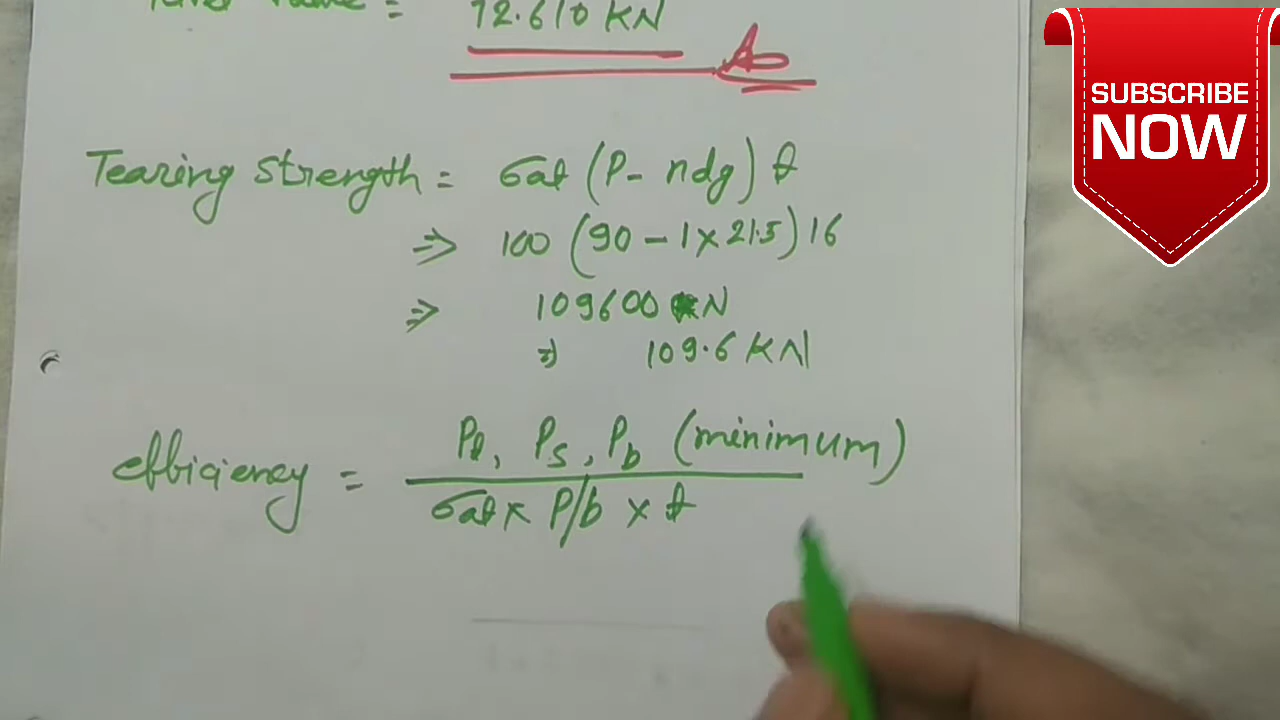 = 72.610 KN
Tearing strength = σat (P - ndg) t
⇒ 100 (90 - 1 × 21.5) 16
⇒ 109600 N
⇒ 109.6 KN
efficiency = Pt, Ps, Pb (minimum)
σat × P/b × t
SUBSCRIBE
NOW